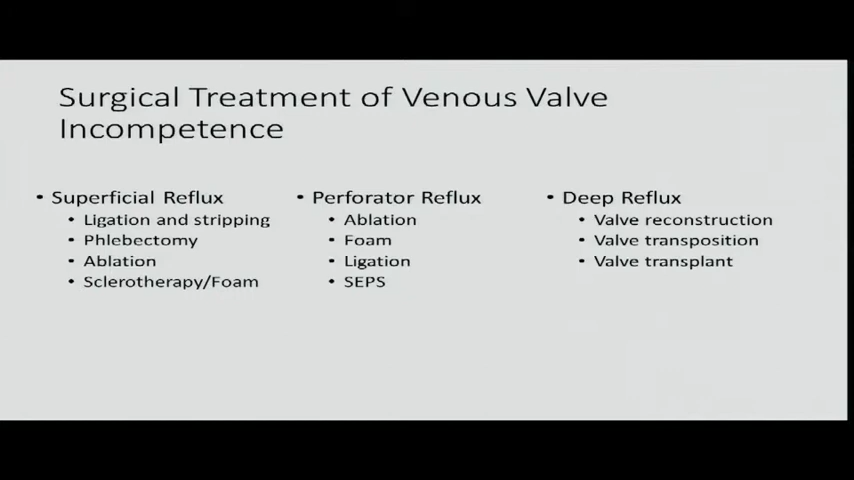 Surgical Treatment of Venous Valve
Incompetence
• Superficial Reflux
• Ligation and stripping
• Phlebectomy
• Ablation
• Sclerotherapy/Foam
• Perforator Reflux
• Ablation
• Foam
• Ligation
• SEPS
• Deep Reflux
• Valve reconstruction
• Valve transposition
• Valve transplant